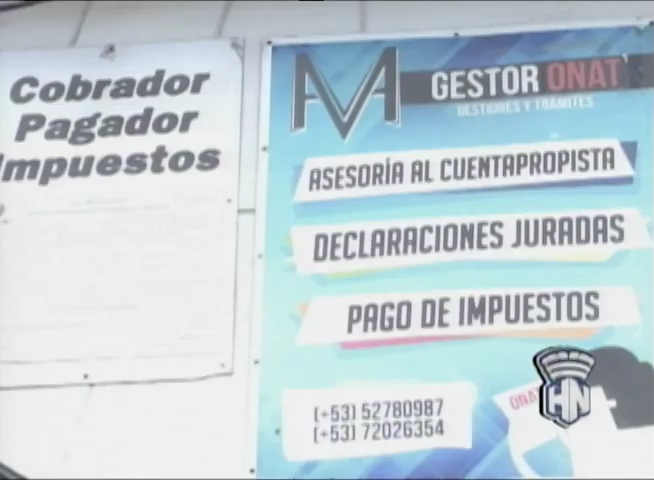 Cobrador
Pagador
Impuestos
AV
GESTOR ONAT
GESTIONES Y TRÁMITES
ASESORÍA AL CUENTAPROPISTA
DECLARACIONES JURADAS
PAGO DE IMPUESTOS
(+53) 52780987
(+53) 72026354
ONA
HN